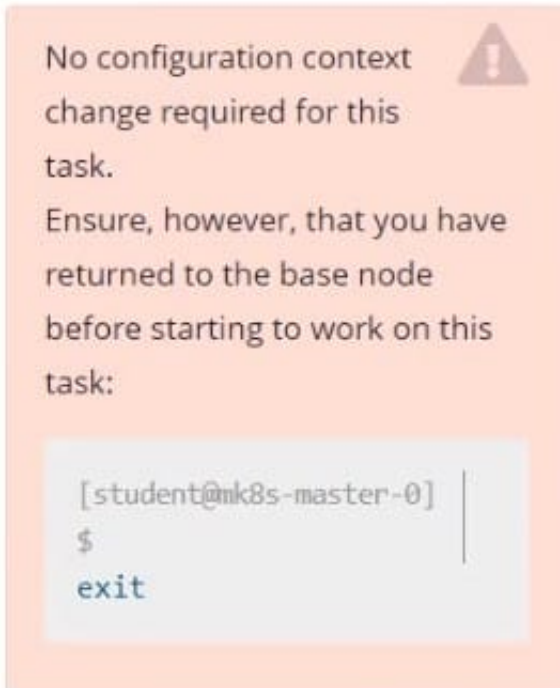 No configuration context
change required for this
task.
Ensure, however, that you have
returned to the base node
before starting to work on this
task:
[student@mk8s-master-0]
$
exit